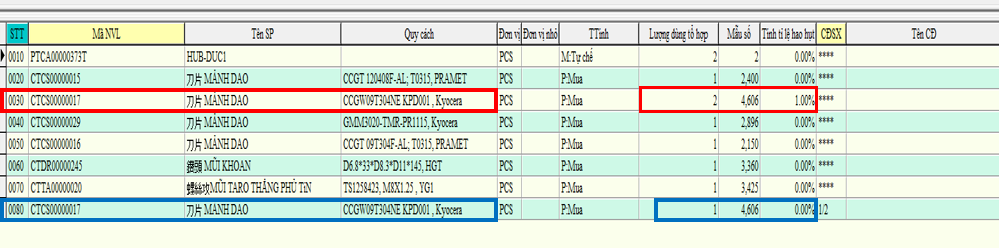 STT Mã NVL Tên SP Quy cách Đơn vị Đơn vị nhỏ TTính Lượng dùng tổ hợp Mẫu số Tính tỉ lệ hao hụt CĐSX Tên CĐ
0010 PTCA00000373T HUB-DUC1 PCS M:Tự chế 2 2 0.00% ****
0020 CTCS00000015 刀片 MẢNH DAO CCGT 120408F-AL; T0315, PRAMET PCS P:Mua 1 2,400 0.00% ****
0030 CTCS00000017 刀片 MẢNH DAO CCGW09T304NE KPD001 , Kyocera PCS P:Mua 2 4,606 1.00% ****
0040 CTCS00000029 刀片 MẢNH DAO GMM3020-TMR-PR1115, Kyocera PCS P:Mua 1 2,896 0.00% ****
0050 CTCS00000016 刀片 MẢNH DAO CCGT 09T304F-AL; T0315, PRAMET PCS P:Mua 1 2,150 0.00% ****
0060 CTDR00000245 鑽頭 MŨI KHOAN D6.8*33*D8.3*D11*145, HGT PCS P:Mua 1 3,360 0.00% ****
0070 CTTA00000020 螺絲攻MŨI TARO THẲNG PHỦ TiN TS1258423, M8X1.25 , YG1 PCS P:Mua 1 3,425 0.00% ****
0080 CTCS00000017 刀片 MẢNH DAO CCGW09T304NE KPD001 , Kyocera PCS P:Mua 1 4,606 0.00% 1/2